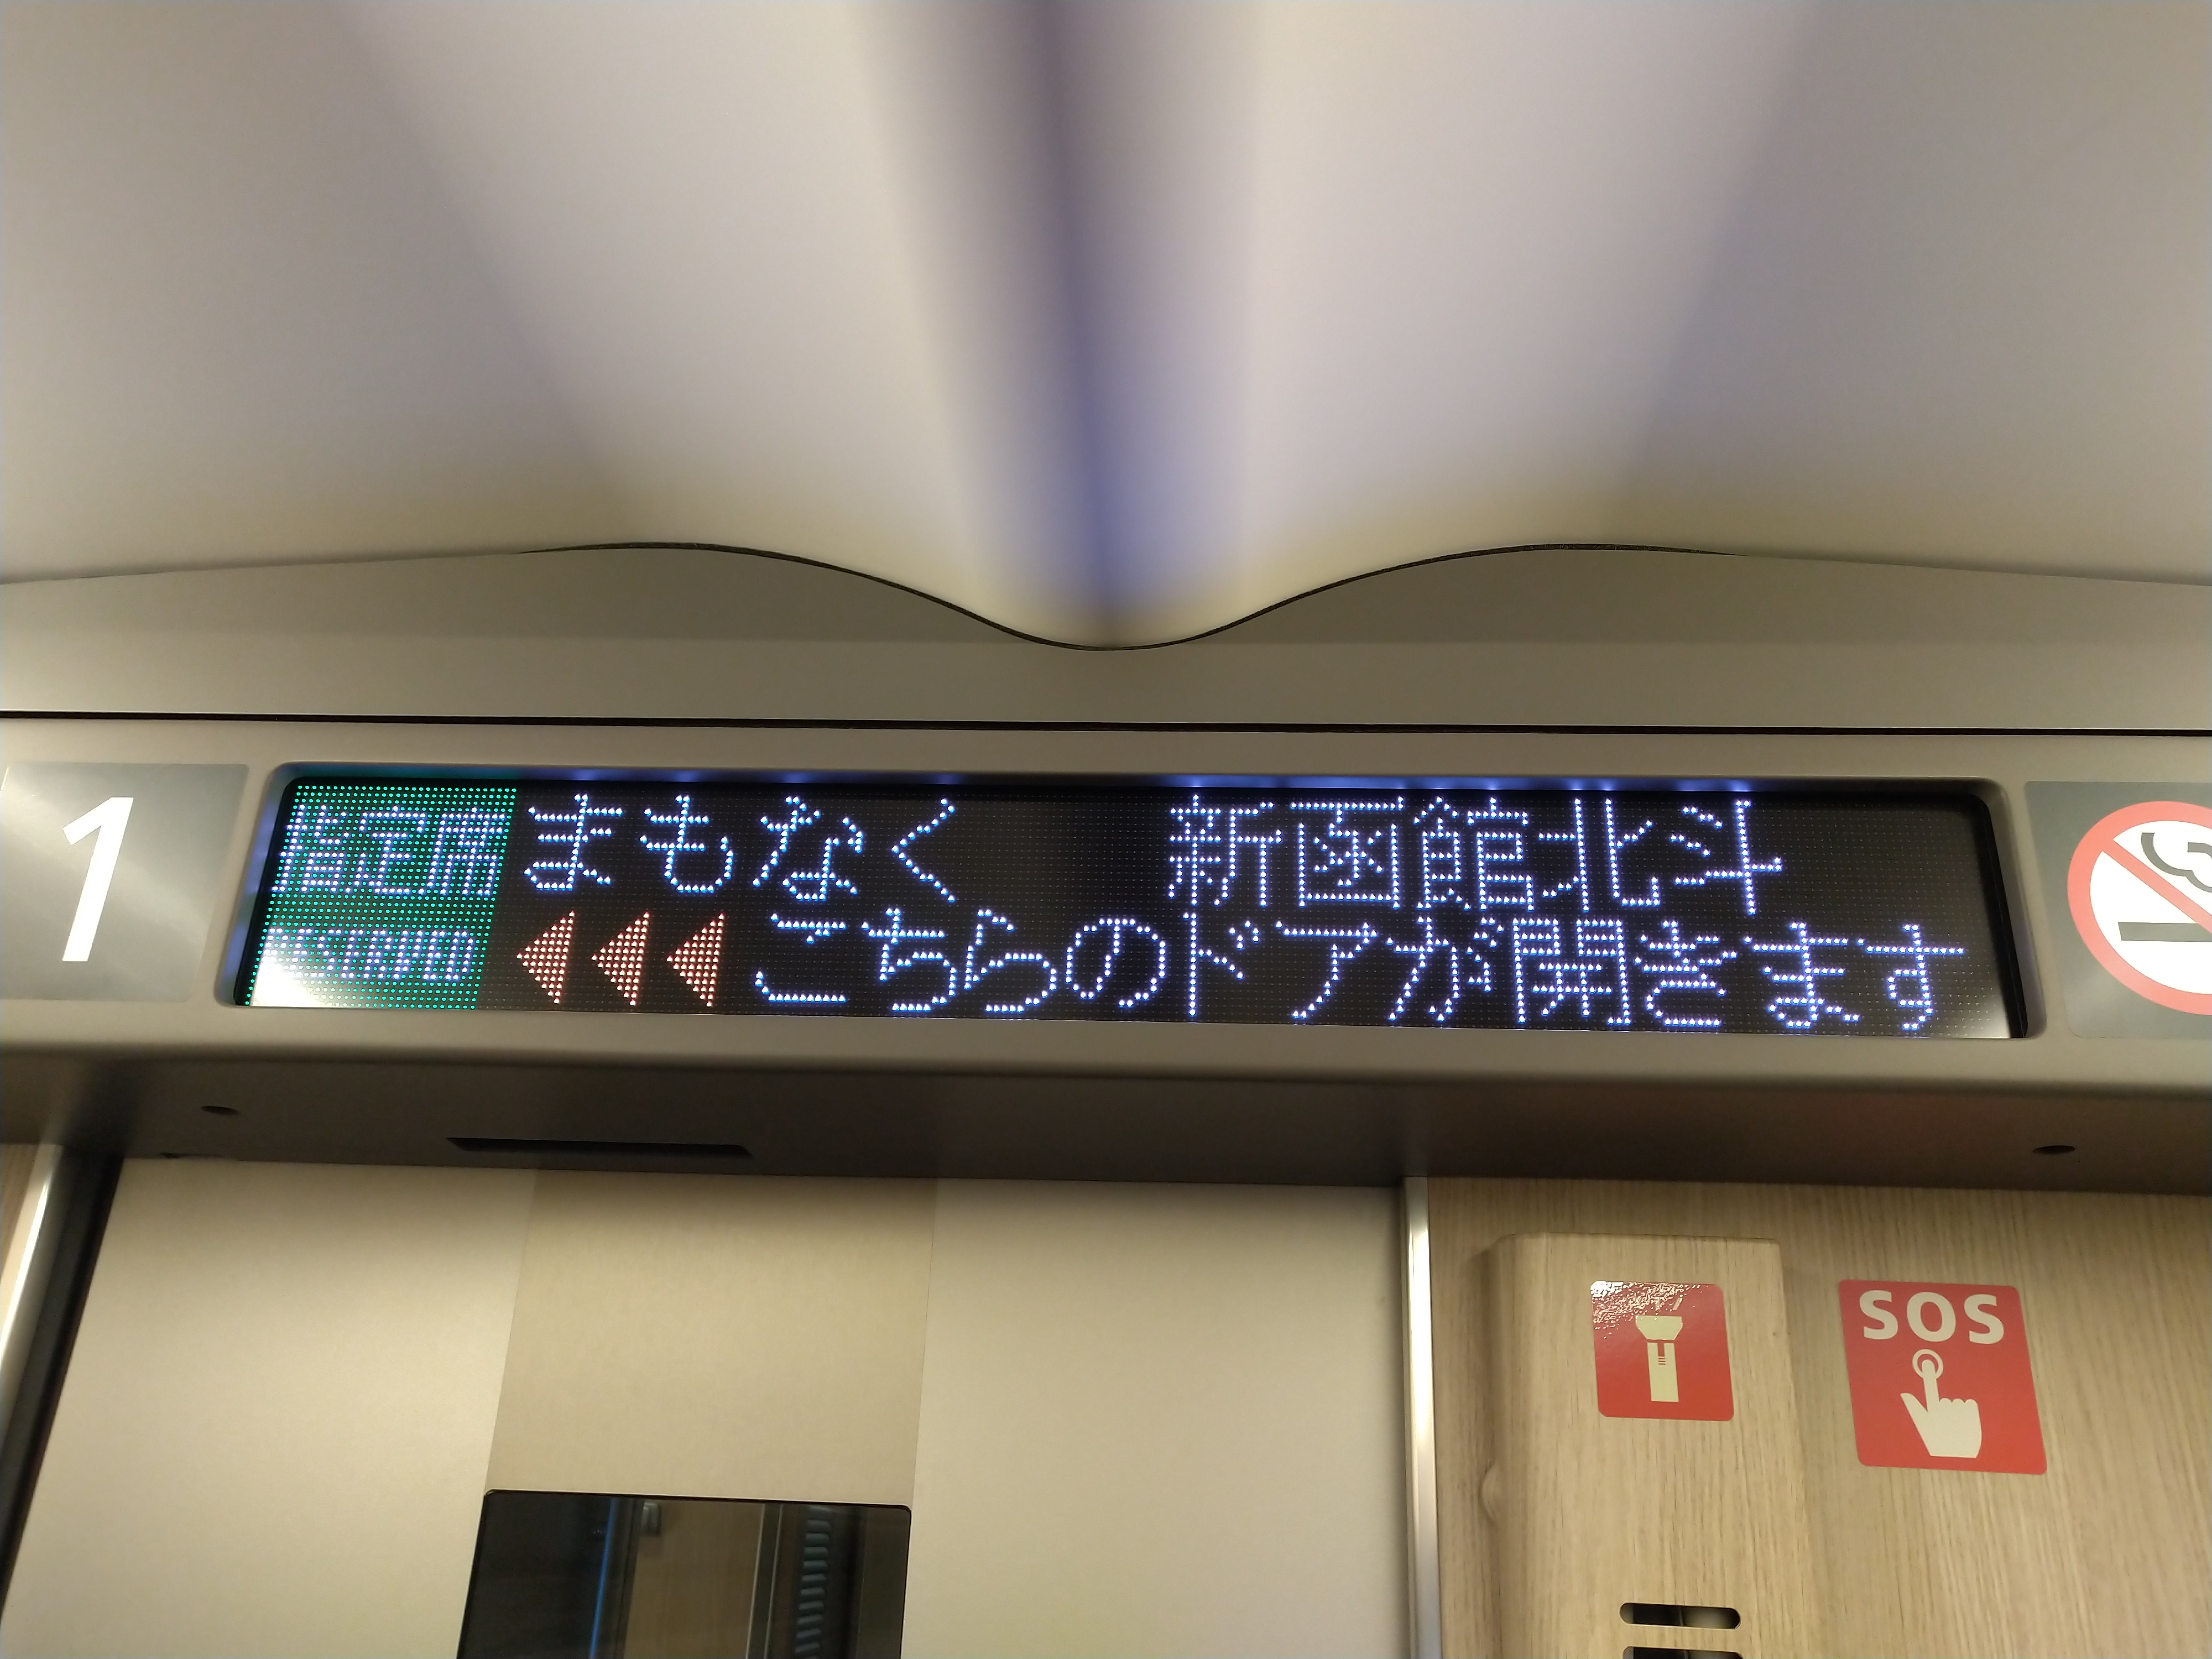 1
指定席 まもなく 新函館北斗
RESERVED ◀◀◀ こちらのドアが開きます
SOS